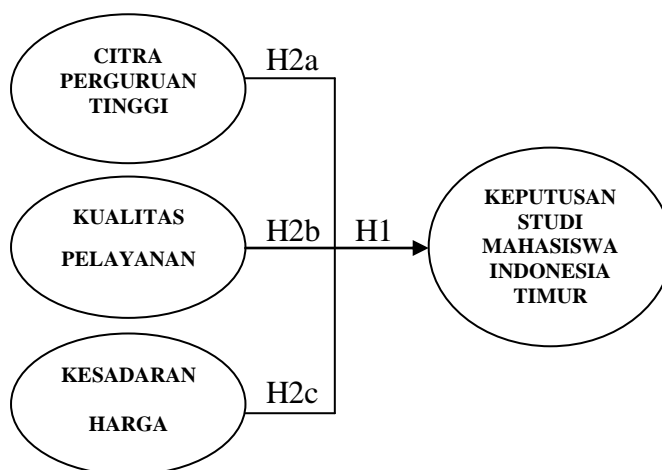 CITRA
PERGURUAN
TINGGI
H2a
KUALITAS
PELAYANAN
H2b
H1
KEPUTUSAN
STUDI
MAHASISWA
INDONESIA
TIMUR
KESADARAN
HARGA
H2c